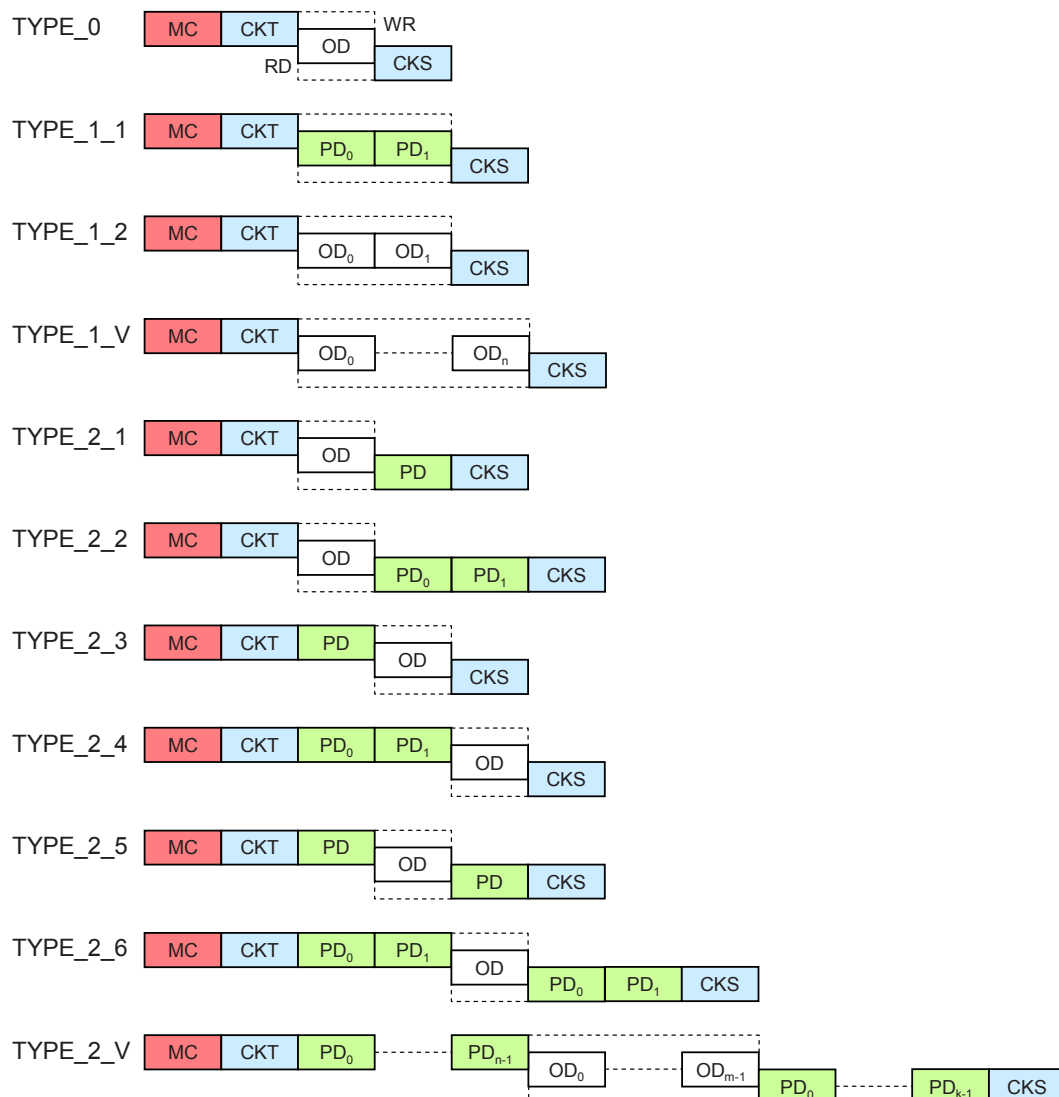 TYPE_0 MC CKT OD WR RD CKS
TYPE_1_1 MC CKT PD0 PD1 CKS
TYPE_1_2 MC CKT OD0 OD1 CKS
TYPE_1_V MC CKT OD0 ODn CKS
TYPE_2_1 MC CKT OD PD CKS
TYPE_2_2 MC CKT OD PD0 PD1 CKS
TYPE_2_3 MC CKT PD OD CKS
TYPE_2_4 MC CKT PD0 PD1 OD CKS
TYPE_2_5 MC CKT PD OD PD CKS
TYPE_2_6 MC CKT PD0 PD1 OD PD0 PD1 CKS
TYPE_2_V MC CKT PD0 PDn-1 OD0 ODm-1 PD0 PDk-1 CKS